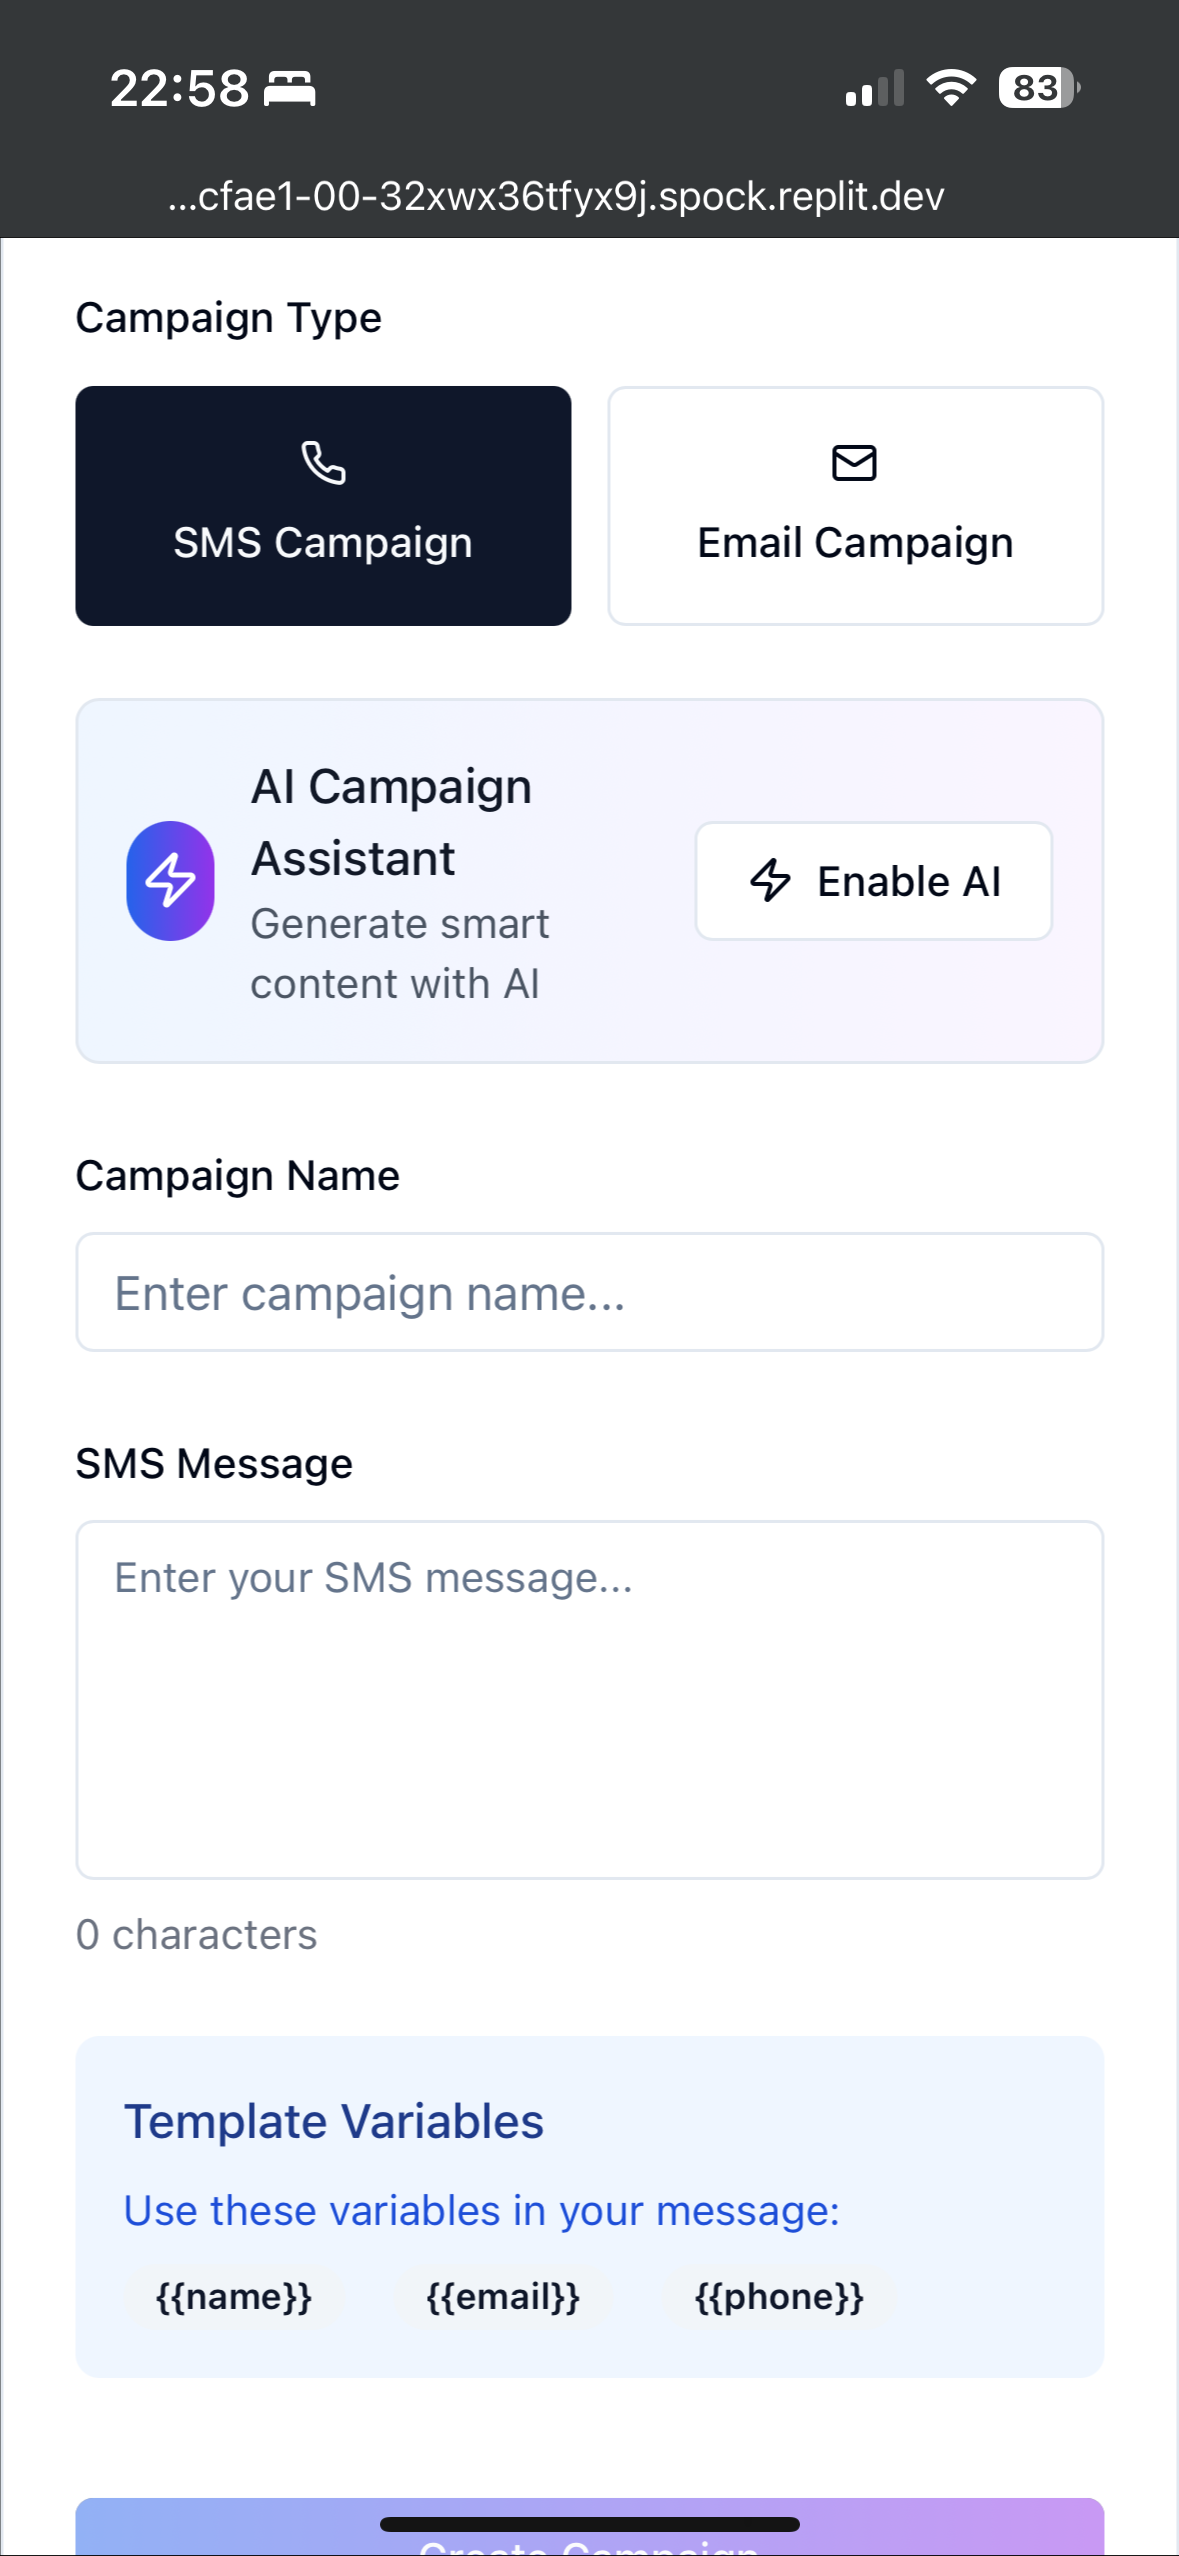 22:58
83
...cfae1-00-32xwx36tfyx9j.spock.replit.dev
Campaign Type
SMS Campaign
Email Campaign
AI Campaign
Assistant
Generate smart
content with AI
Enable AI
Campaign Name
Enter campaign name...
SMS Message
Enter your SMS message...
0 characters
Template Variables
Use these variables in your message:
{{name}} {{email}} {{phone}}
Create Campaign